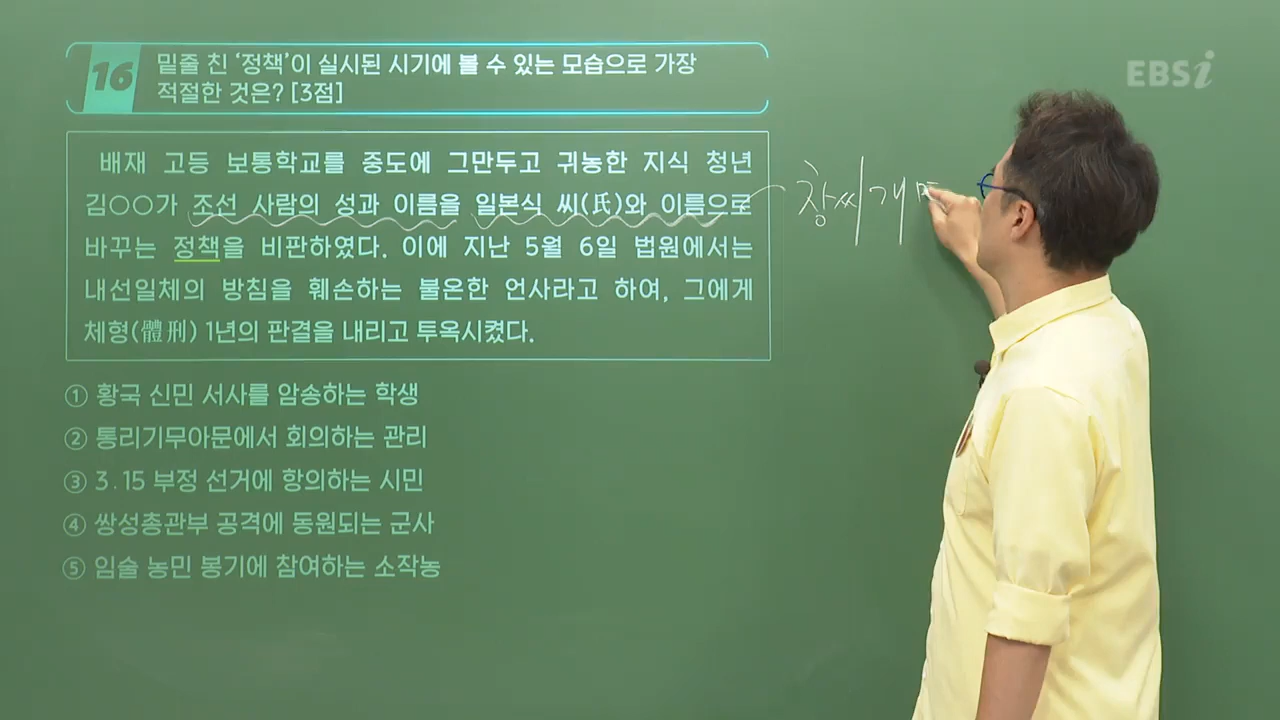 EBSi
16
밑줄 친 ‘정책’이 실시된 시기에 볼 수 있는 모습으로 가장
적절한 것은? [3점]
배재 고등 보통학교를 중도에 그만두고 귀농한 지식 청년
김○○가 조선 사람의 성과 이름을 일본식 씨(氏)와 이름으로
바꾸는 정책을 비판하였다. 이에 지난 5월 6일 법원에서는
내선일체의 방침을 훼손하는 불온한 언사라고 하여, 그에게
체형(體刑) 1년의 판결을 내리고 투옥시켰다.
창씨개
① 황국 신민 서사를 암송하는 학생
② 통리기무아문에서 회의하는 관리
③ 3.15 부정 선거에 항의하는 시민
④ 쌍성총관부 공격에 동원되는 군사
⑤ 임술 농민 봉기에 참여하는 소작농